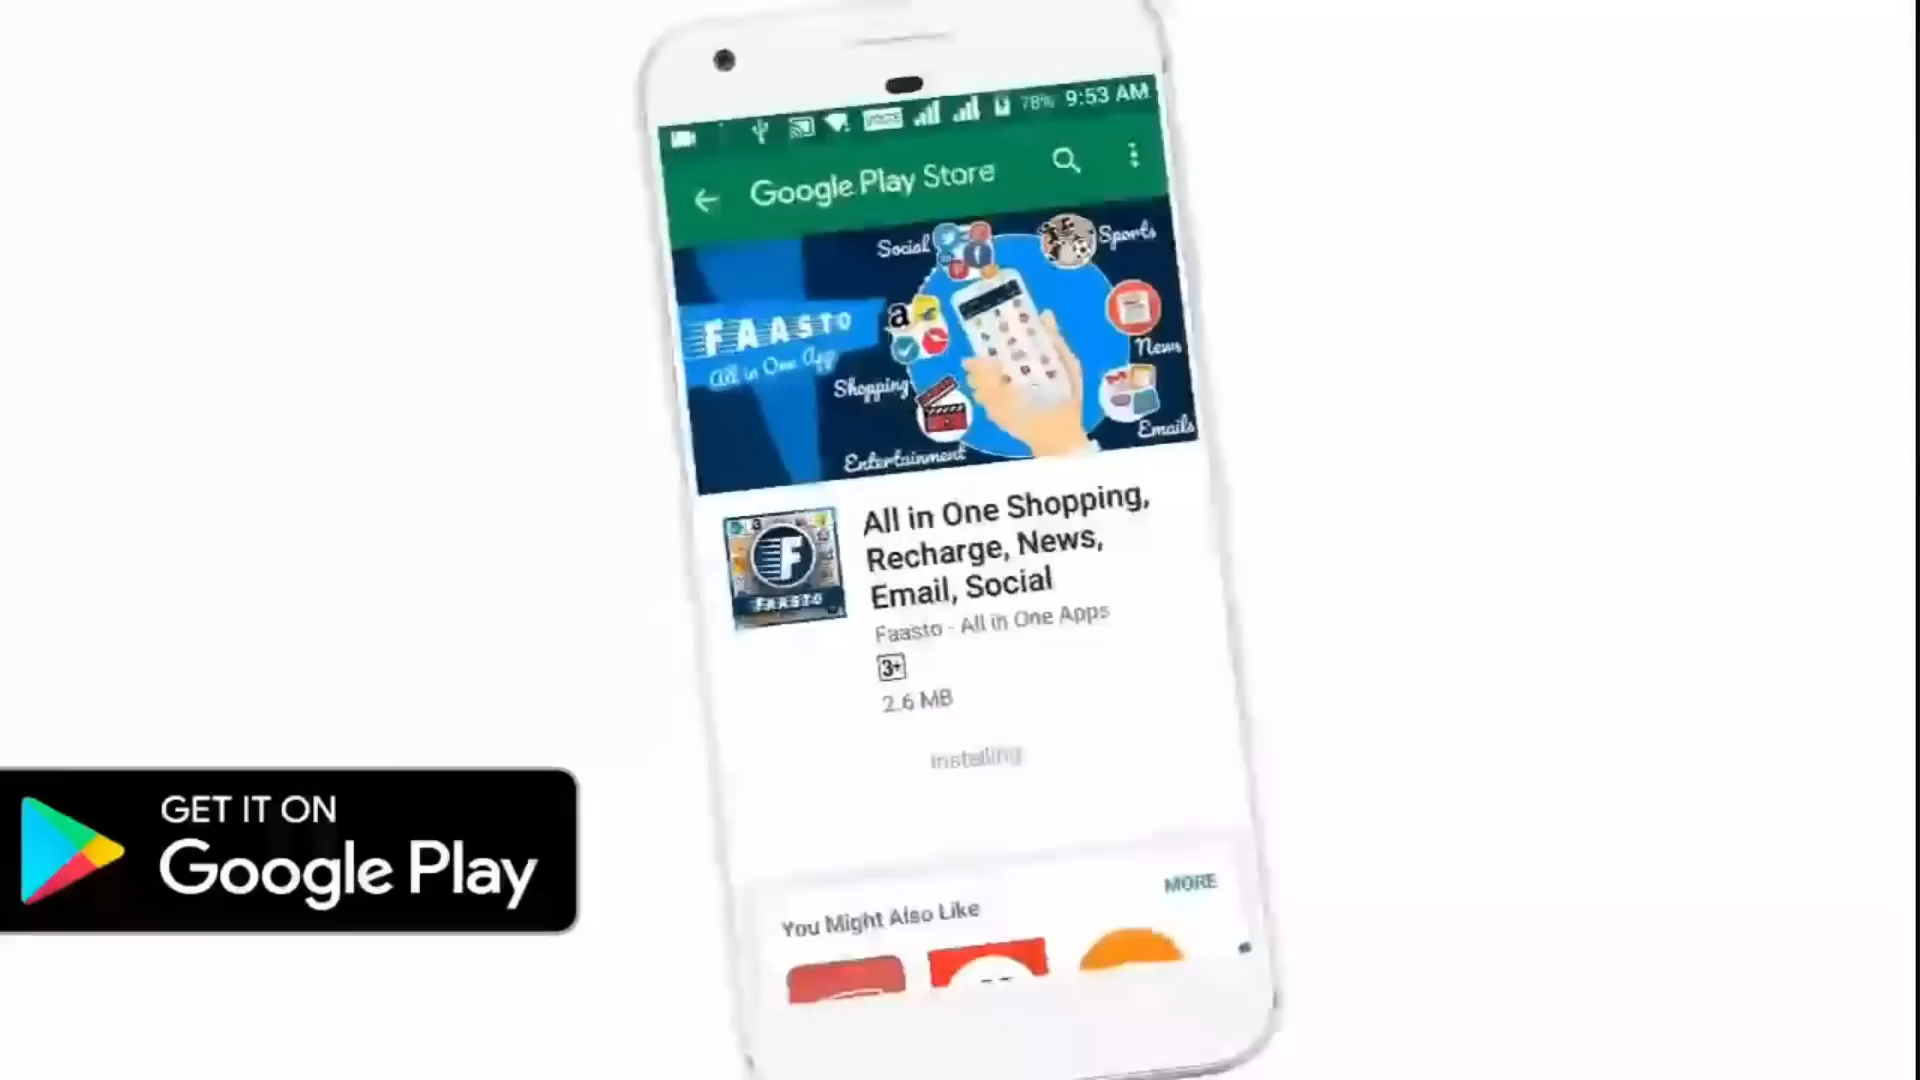 78% 9:53 AM
Google Play Store
Social
Sports
FAASTO
All in One App
a
News
Shopping
Emails
Entertainment
All in One Shopping,
Recharge, News,
Email, Social
F
FAASTO
Faasto - All in One Apps
3+
2.6 MB
Installing
GET IT ON
Google Play
MORE
You Might Also Like